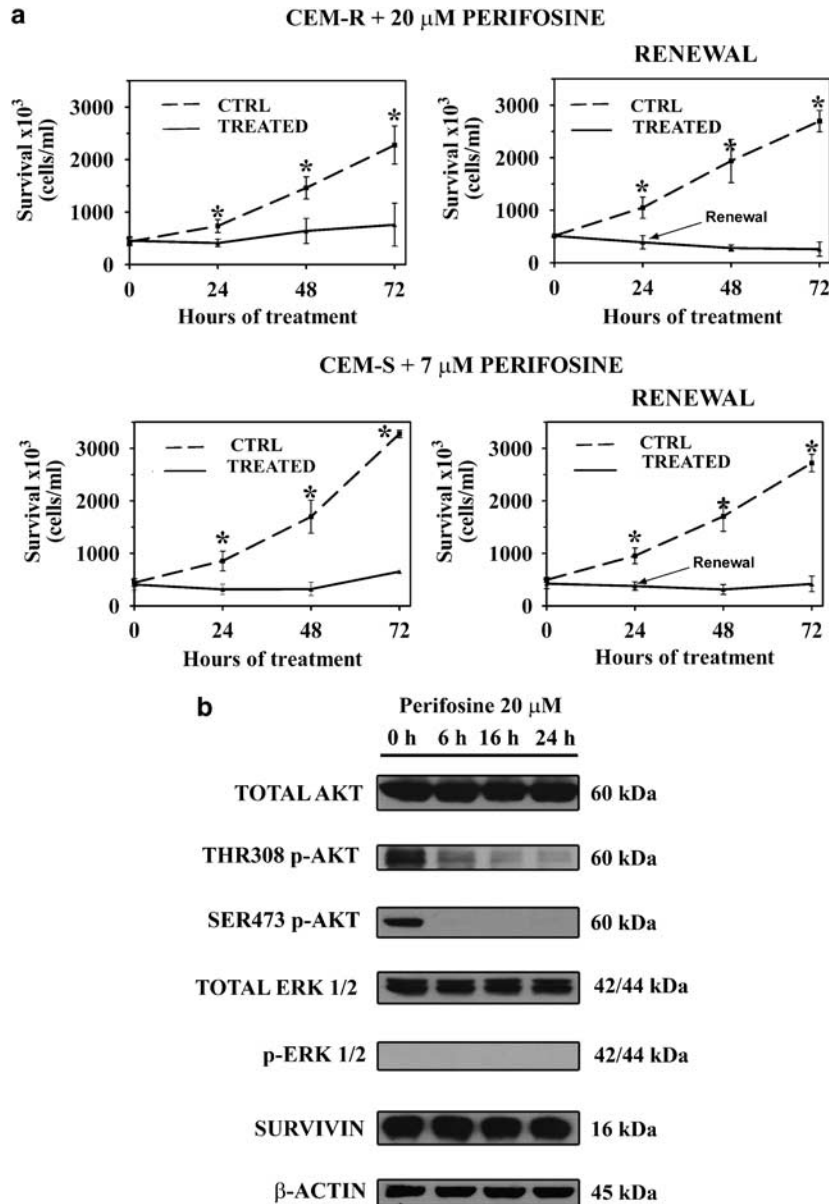 a
CEM-R + 20 μM PERIFOSINE
RENEWAL
Survival x10³
(cells/ml)
3000
2000
1000
0
CTRL
TREATED
*
*
*
0 24 48 72
Hours of treatment
Survival x10³
(cells/ml)
3000
2000
1000
0
CTRL
TREATED
*
*
*
Renewal
0 24 48 72
Hours of treatment
CEM-S + 7 μM PERIFOSINE
RENEWAL
Survival x10³
(cells/ml)
3000
2000
1000
0
CTRL
TREATED
*
*
*
0 24 48 72
Hours of treatment
Survival x10³
(cells/ml)
3000
2000
1000
0
CTRL
TREATED
*
*
*
Renewal
0 24 48 72
Hours of treatment
b
Perifosine 20 μM
0 h 6 h 16 h 24 h
TOTAL AKT 60 kDa
THR308 p-AKT 60 kDa
SER473 p-AKT 60 kDa
TOTAL ERK 1/2 42/44 kDa
p-ERK 1/2 42/44 kDa
SURVIVIN 16 kDa
β-ACTIN 45 kDa